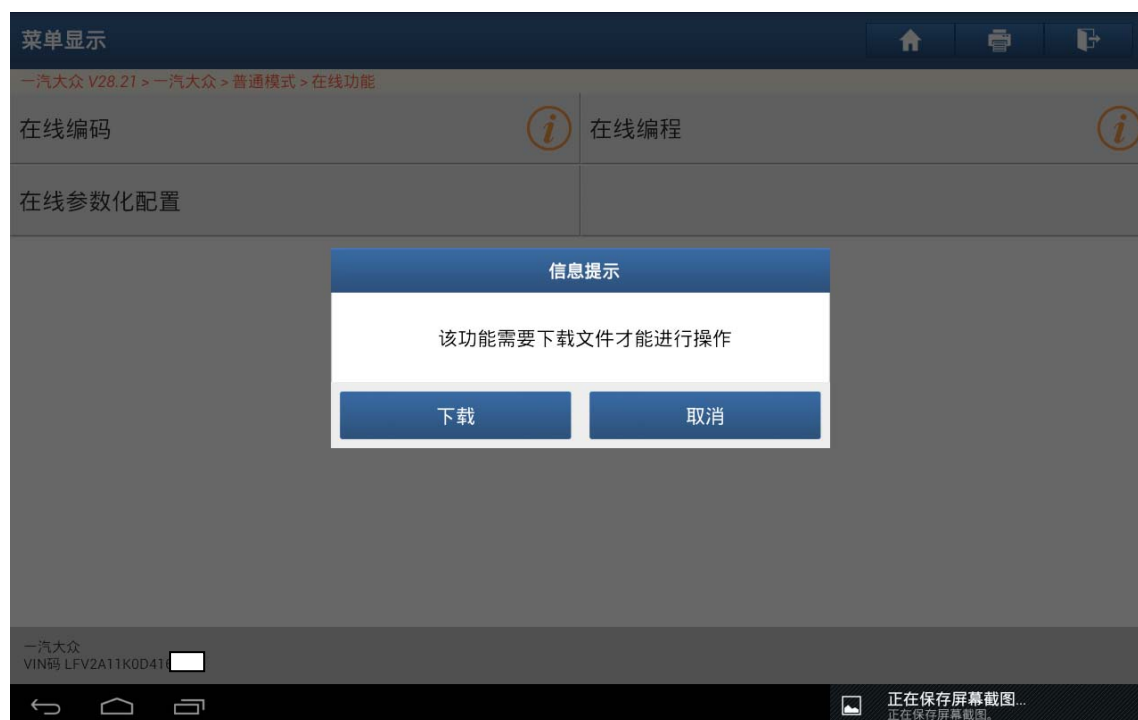 菜单显示
一汽大众 V28.21 > 一汽大众 > 普通模式 > 在线功能
在线编码
在线编程
在线参数化配置
信息提示
该功能需要下载文件才能进行操作
下载
取消
一汽大众
VIN码 LFV2A11K0D41
正在保存屏幕截图...
正在保存屏幕截图。